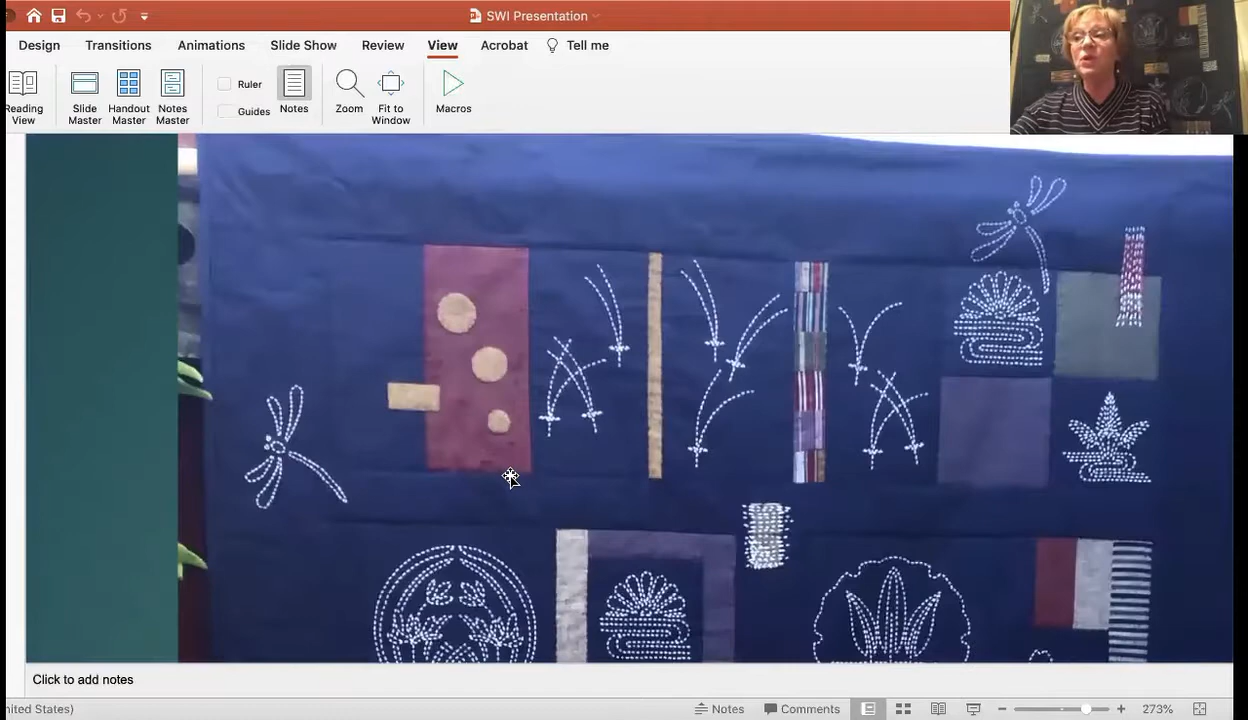 SWI Presentation
Design Transitions Animations Slide Show Review View Acrobat Tell me
Reading View
Slide Master
Handout Master
Notes Master
Ruler
Guides
Notes
Zoom
Fit to Window
Macros
Click to add notes
nited States) Notes Comments 273%